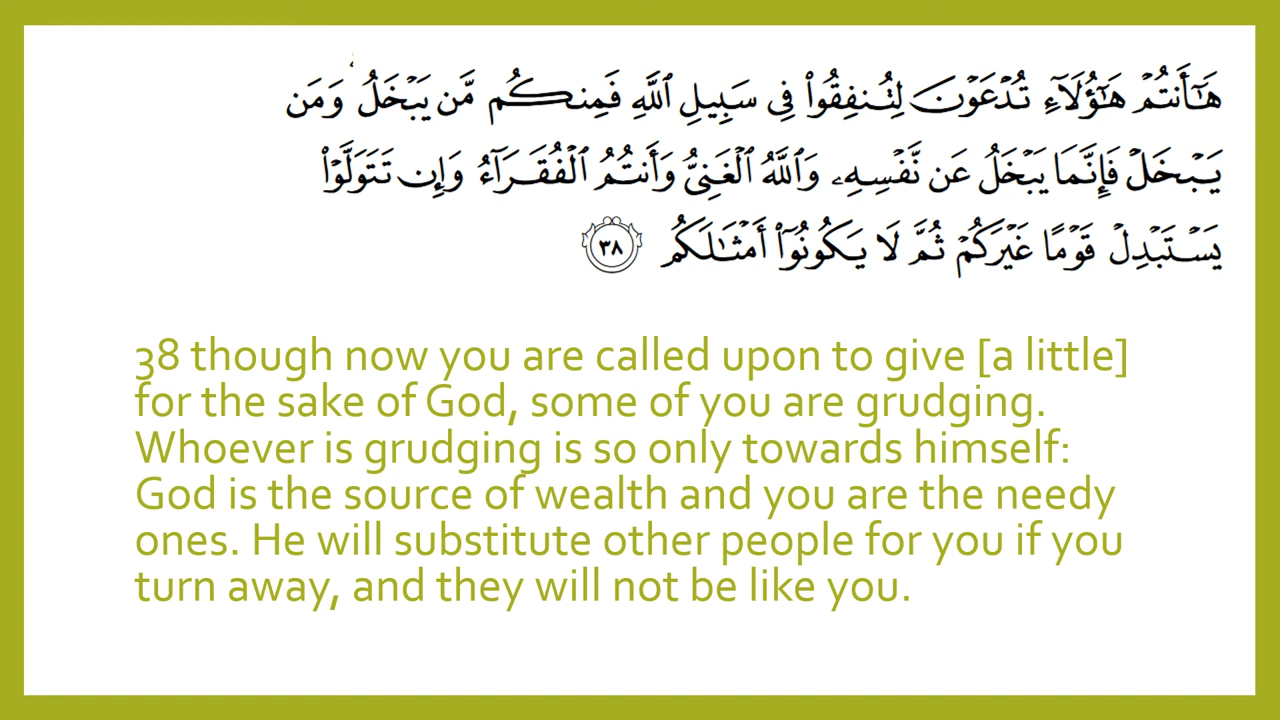 هَٰٓأَنتُمْ هَٰٓؤُلَآءِ تُدْعَوْنَ لِتُنفِقُوا۟ فِى سَبِيلِ ٱللَّهِ فَمِنكُم مَّن يَبْخَلُ وَمَن
يَبْخَلْ فَإِنَّمَا يَبْخَلُ عَن نَّفْسِهِۦ وَٱللَّهُ ٱلْغَنِىُّ وَأَنتُمُ ٱلْفُقَرَآءُ وَإِن تَتَوَلَّوْا۟
يَسْتَبْدِلْ قَوْمًا غَيْرَكُمْ ثُمَّ لَا يَكُونُوٓا۟ أَمْثَٰلَكُم ٣٨
38 though now you are called upon to give [a little]
for the sake of God, some of you are grudging.
Whoever is grudging is so only towards himself:
God is the source of wealth and you are the needy
ones. He will substitute other people for you if you
turn away, and they will not be like you.